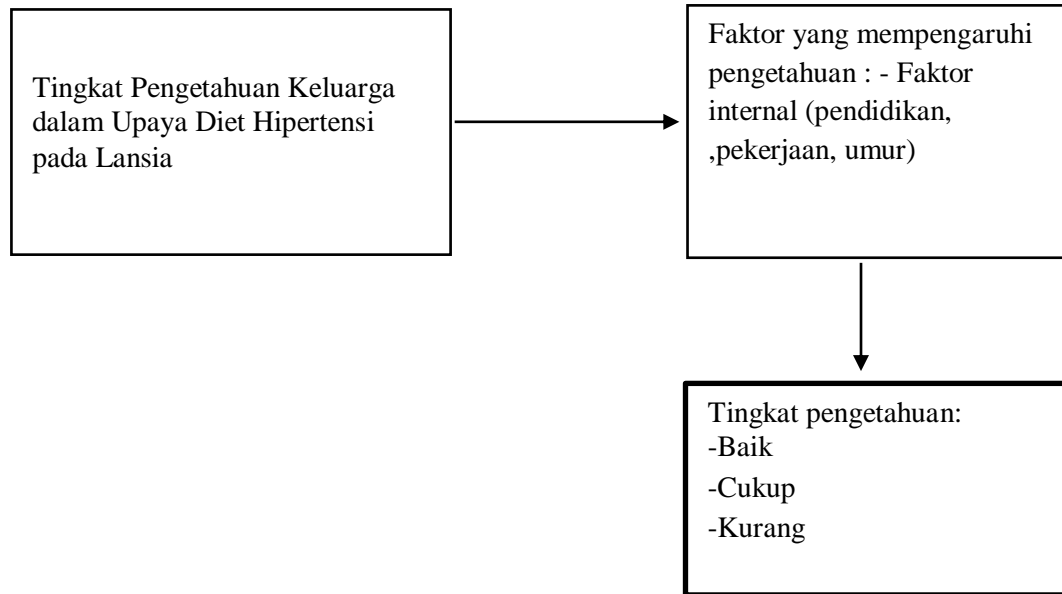 Tingkat Pengetahuan Keluarga
dalam Upaya Diet Hipertensi
pada Lansia
Faktor yang mempengaruhi
pengetahuan : - Faktor
internal (pendidikan,
,pekerjaan, umur)
Tingkat pengetahuan:
-Baik
-Cukup
-Kurang